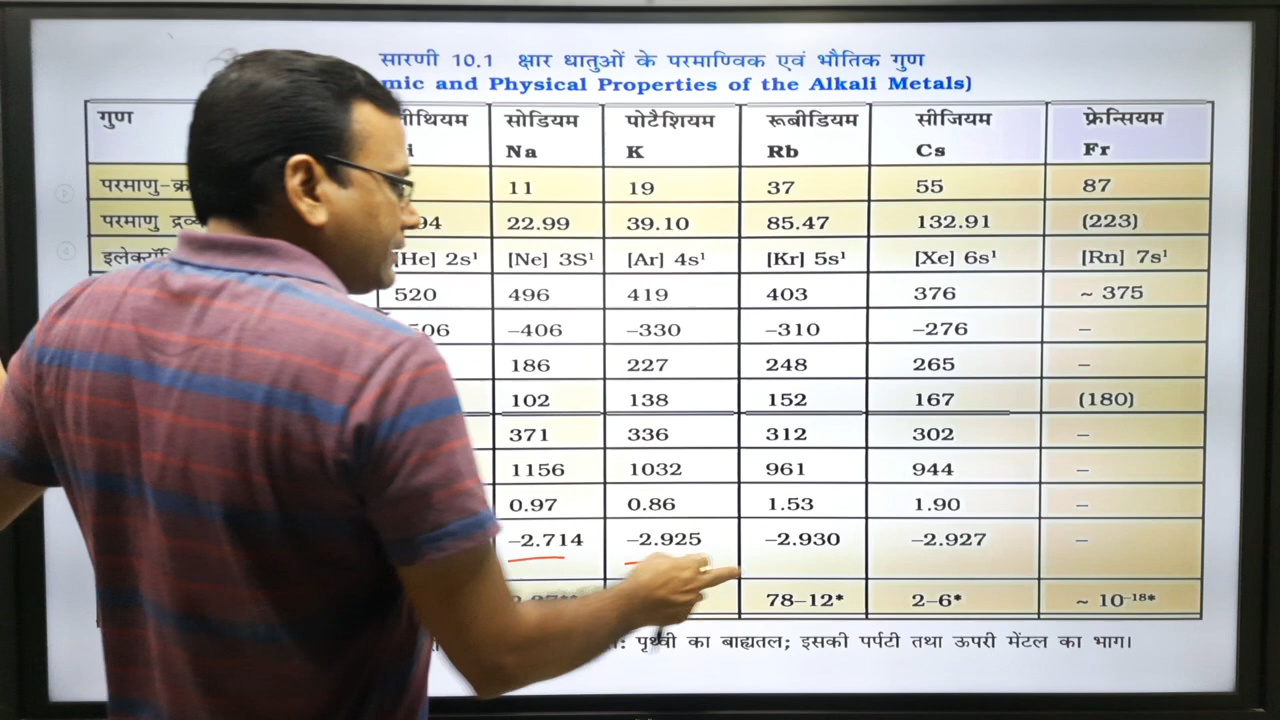 सारणी 10.1 क्षार धातुओं के परमाण्विक एवं भौतिक गुण
and Physical Properties of the Alkali Metals)
गुण सोडियम पोटैशियम रूबीडियम सीजियम फ्रेन्सियम
Na K Rb Cs Fr
11 19 37 55 87
परमाणु 22.99 39.10 85.47 132.91 (223)
[He] 2s¹ [Ne] 3S¹ [Ar] 4s¹ [Kr] 5s¹ [Xe] 6s¹ [Rn] 7s¹
520 496 419 403 376 ~ 375
–406 –330 –310 –276 –
186 227 248 265 –
102 138 152 167 (180)
371 336 312 302 –
1156 1032 961 944 –
0.97 0.86 1.53 1.90 –
–2.714 –2.925 –2.930 –2.927 –
78–12* 2–6* ~ 10⁻¹⁸*
पृथ्वी का बाह्यतल; इसकी पर्पटी तथा ऊपरी मेंटल का भाग।